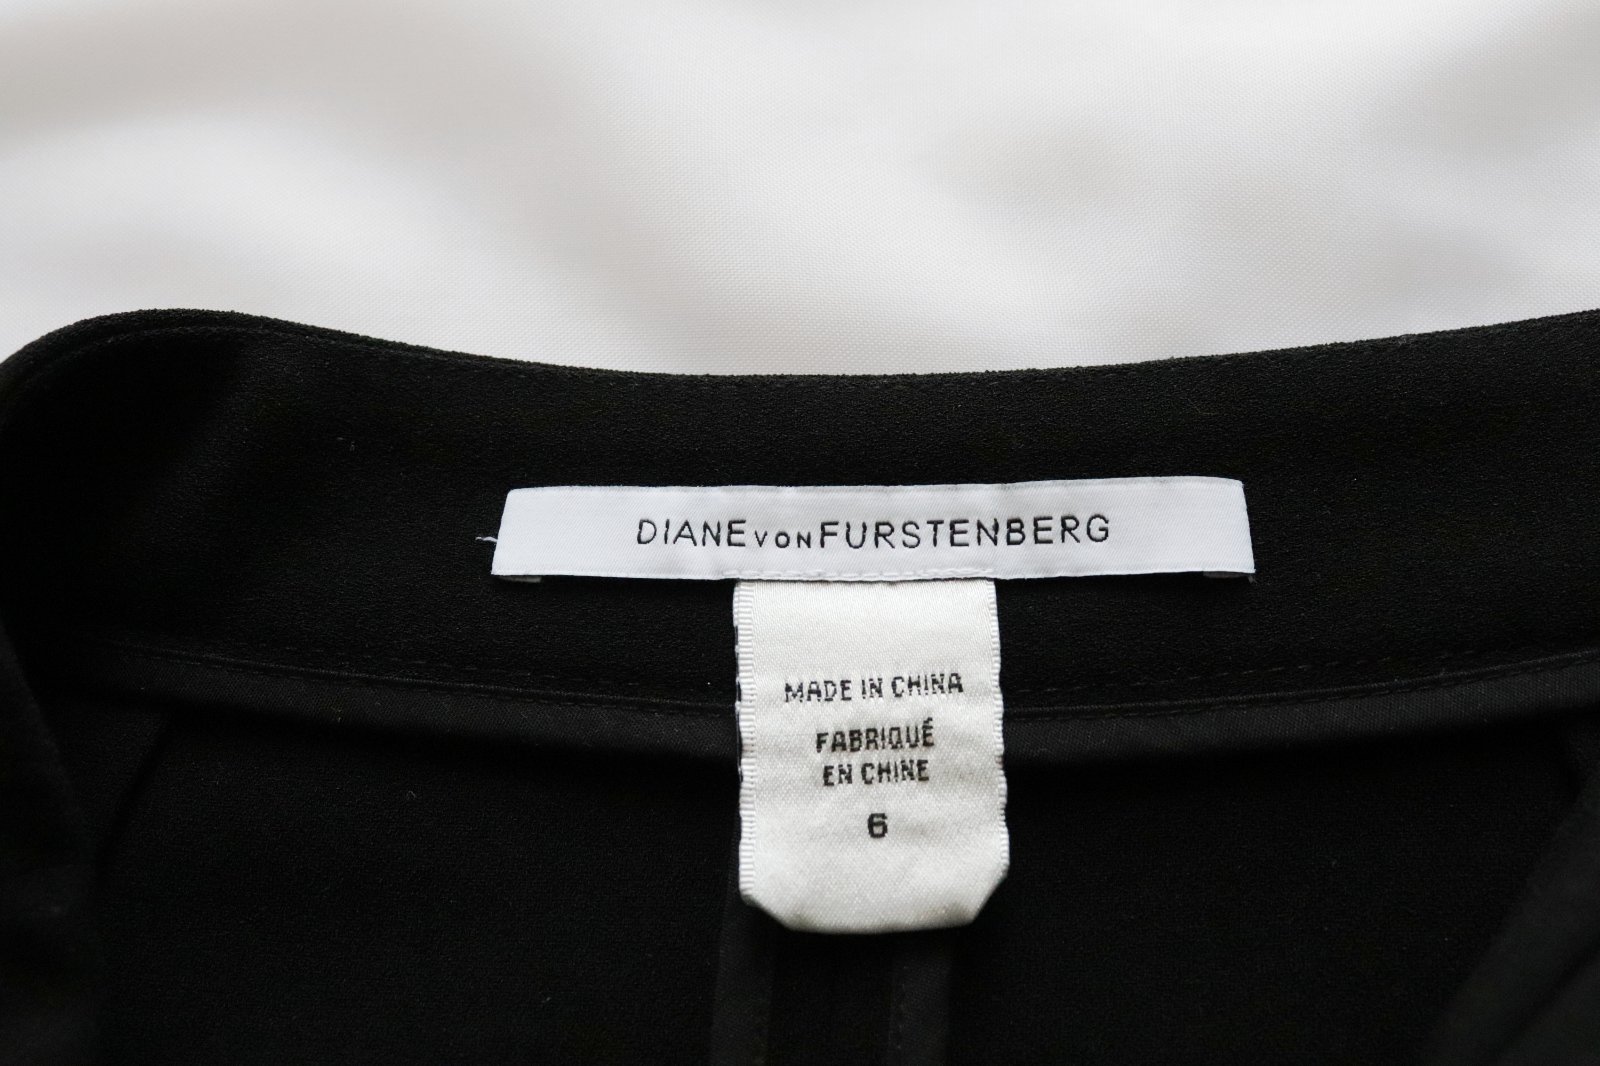 DIANE VON FURSTENBERG
MADE IN CHINA
FABRIQUÉ
EN CHINE
6